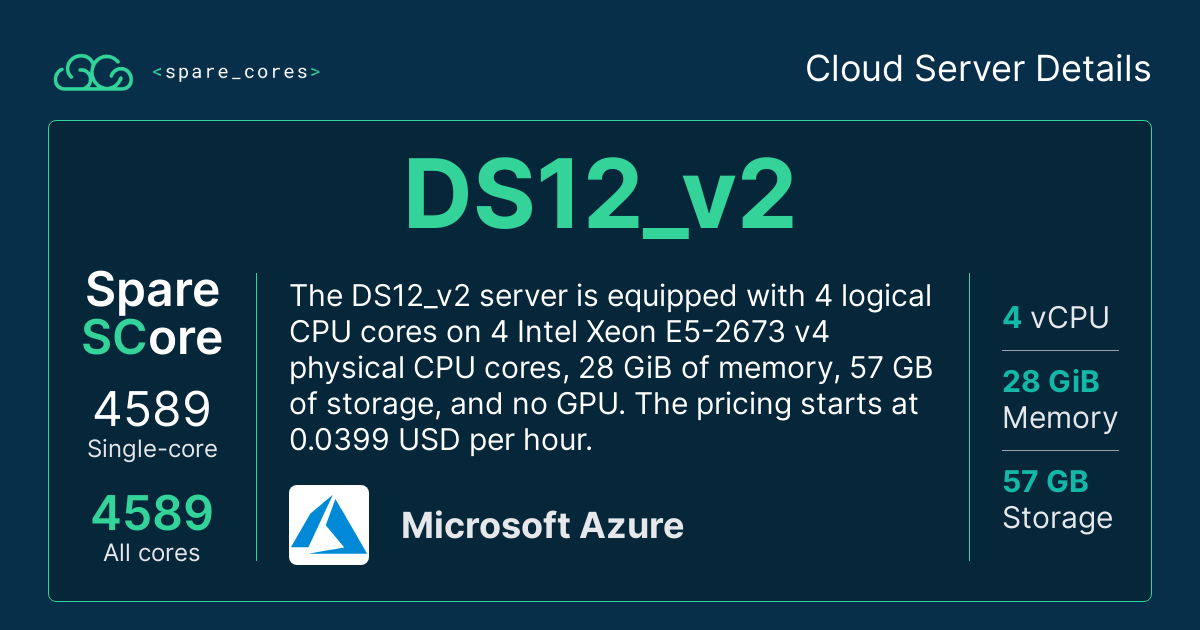 <spare_cores>
Cloud Server Details
DS12_v2
Spare
SCore
4589
Single-core
4589
All cores
The DS12_v2 server is equipped with 4 logical
CPU cores on 4 Intel Xeon E5-2673 v4
physical CPU cores, 28 GiB of memory, 57 GB
of storage, and no GPU. The pricing starts at
0.0399 USD per hour.
Microsoft Azure
4 vCPU
28 GiB
Memory
57 GB
Storage